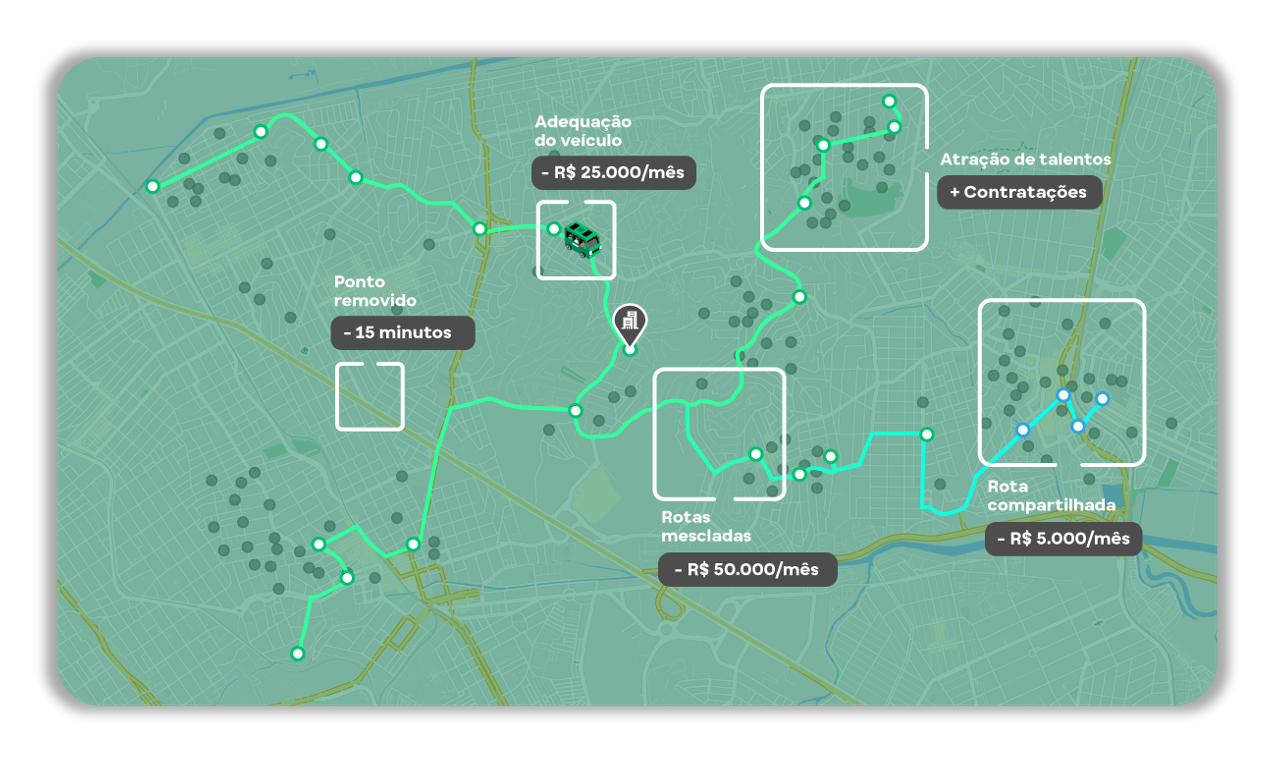 Adequação
do veículo
- R$ 25.000/mês
Atração de talentos
+ Contratações
Ponto
removido
- 15 minutos
Rota
compartilhada
- R$ 5.000/mês
Rotas
mescladas
- R$ 50.000/mês